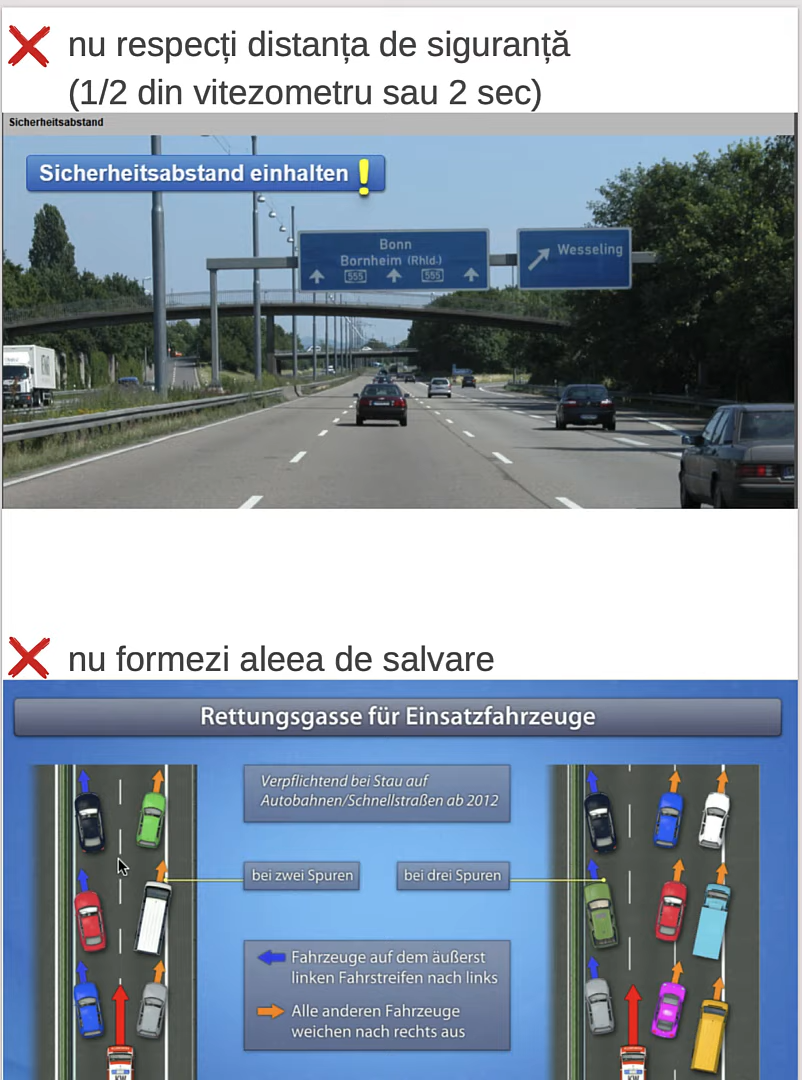 nu respecți distanța de siguranță
(1/2 din vitezometru sau 2 sec)
Sicherheitsabstand
Sicherheitsabstand einhalten!
Bonn
Bornheim (Rhld.)
555 555
Wesseling
nu formezi aleea de salvare
Rettungsgasse für Einsatzfahrzeuge
Verpflichtend bei Stau auf
Autobahnen/Schnellstraßen ab 2012
bei zwei Spuren
bei drei Spuren
Fahrzeuge auf dem äußerst
linken Fahrstreifen nach links
Alle anderen Fahrzeuge
weichen nach rechts aus